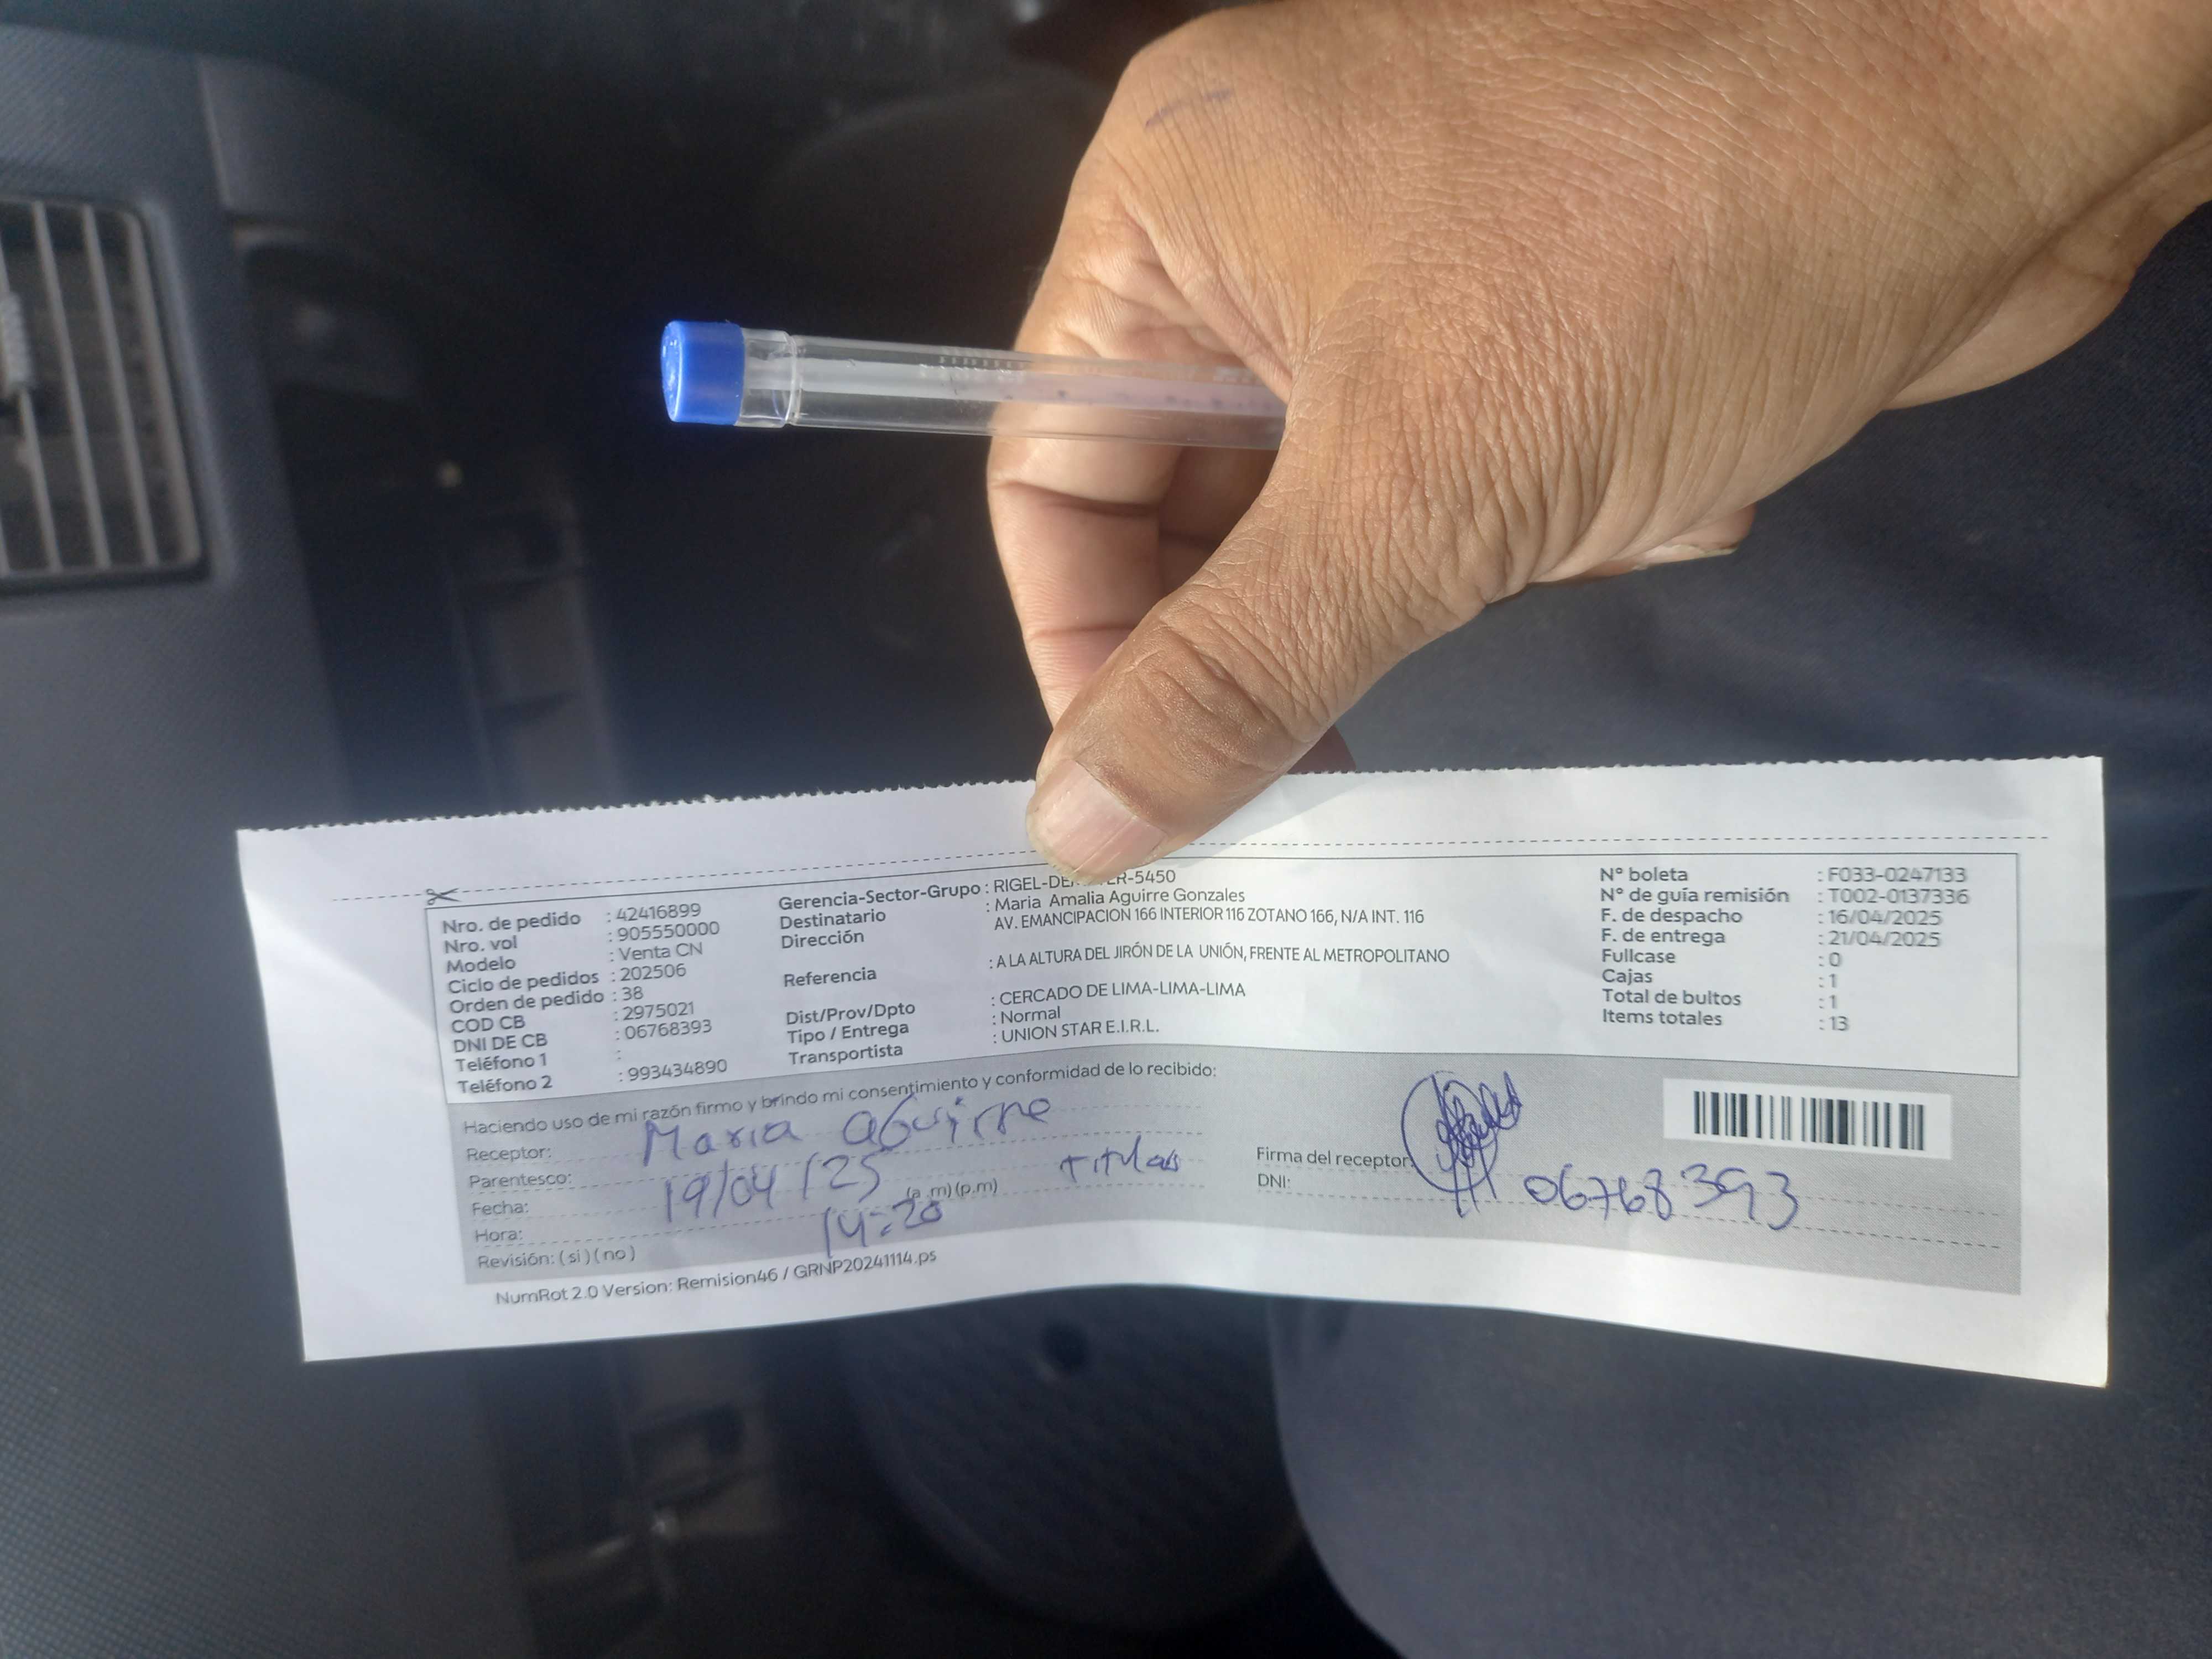 Nro. de pedido : 42416899
Nro. vol : 905550000
Modelo : Venta CN
Ciclo de pedidos : 202506
Orden de pedido : 38
COD CB : 2975021
DNI DE CB : 06768393
Teléfono 1 :
Teléfono 2 : 993434890
Gerencia-Sector-Grupo : RIGEL-DE ER-5450
Destinatario : Maria Amalia Aguirre Gonzales
Dirección AV. EMANCIPACION 166 INTERIOR 116 ZOTANO 166, N/A INT. 116
Referencia : A LA ALTURA DEL JIRÓN DE LA UNIÓN, FRENTE AL METROPOLITANO
Dist/Prov/Dpto : CERCADO DE LIMA-LIMA-LIMA
Tipo / Entrega : Normal
Transportista : UNION STAR E.I.R.L.
N° boleta : F033-0247133
N° de guía remisión : T002-0137336
F. de despacho : 16/04/2025
F. de entrega : 21/04/2025
Fullcase : 0
Cajas : 1
Total de bultos : 1
Items totales : 13
Haciendo uso de mi razón firmo y brindo mi consentimiento y conformidad de lo recibido:
Receptor: Maria aguirre
Parentesco: Titular
Fecha: 19/04/25
Hora: 14:20 (a.m)(p.m)
Revisión: (si)(no)
Firma del receptor:
DNI: 06768393
NumRot 2.0 Version: Remision46 / GRNP20241114.ps